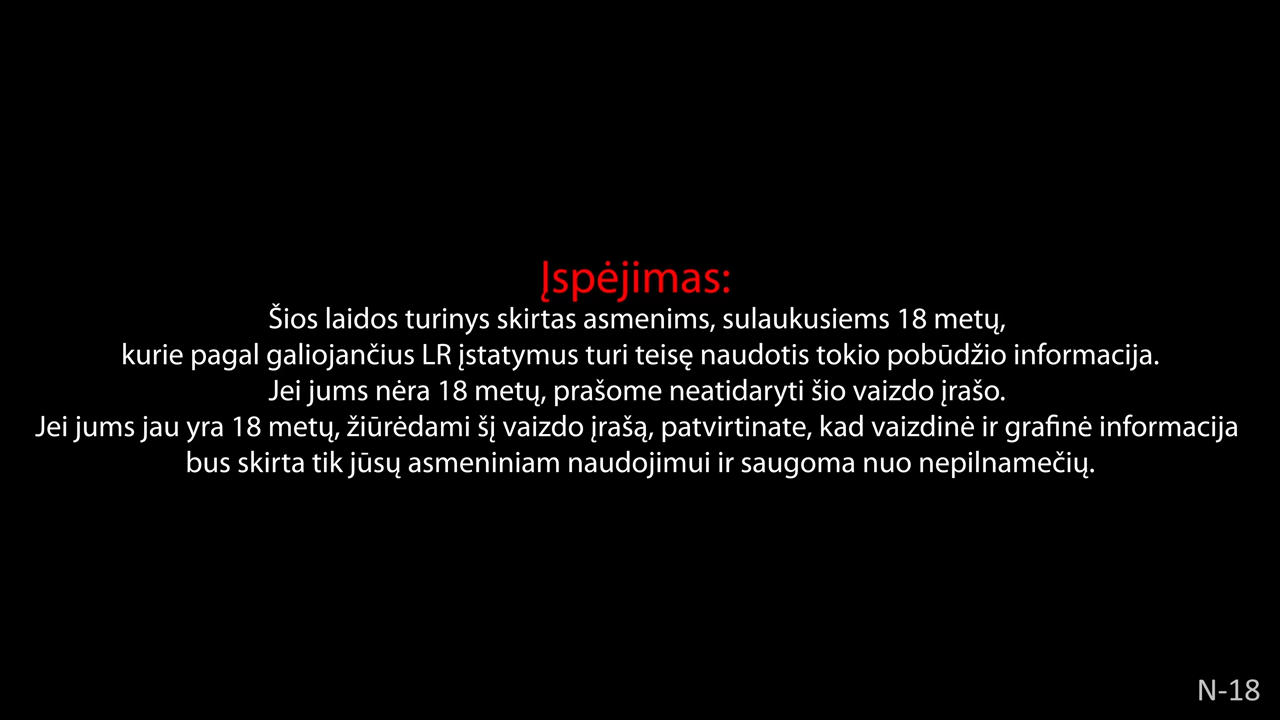 Įspėjimas:
Šios laidos turinys skirtas asmenims, sulaukusiems 18 metų,
kurie pagal galiojančius LR įstatymus turi teisę naudotis tokio pobūdžio informacija.
Jei jums nėra 18 metų, prašome neatidaryti šio vaizdo įrašo.
Jei jums jau yra 18 metų, žiūrėdami šį vaizdo įrašą, patvirtinate, kad vaizdinė ir grafinė informacija
bus skirta tik jūsų asmeniniam naudojimui ir saugoma nuo nepilnamečių.
N-18